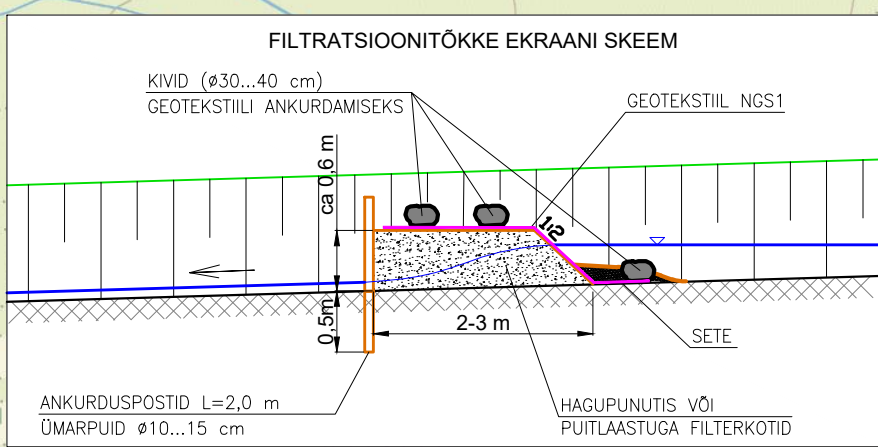 FILTRATSIOONITÕKKE EKRAANI SKEEM
KIVID (ø30...40 cm)
GEOTEKSTIILI ANKURDAMISEKS
GEOTEKSTIIL NGS1
ca 0,6 m
1:2
0,5m
2-3 m
SETE
ANKURDUSPOSTID L=2,0 m
ÜMARPUID ø10...15 cm
HAGUPUNUTIS VÕI
PUITLAASTUGA FILTERKOTID